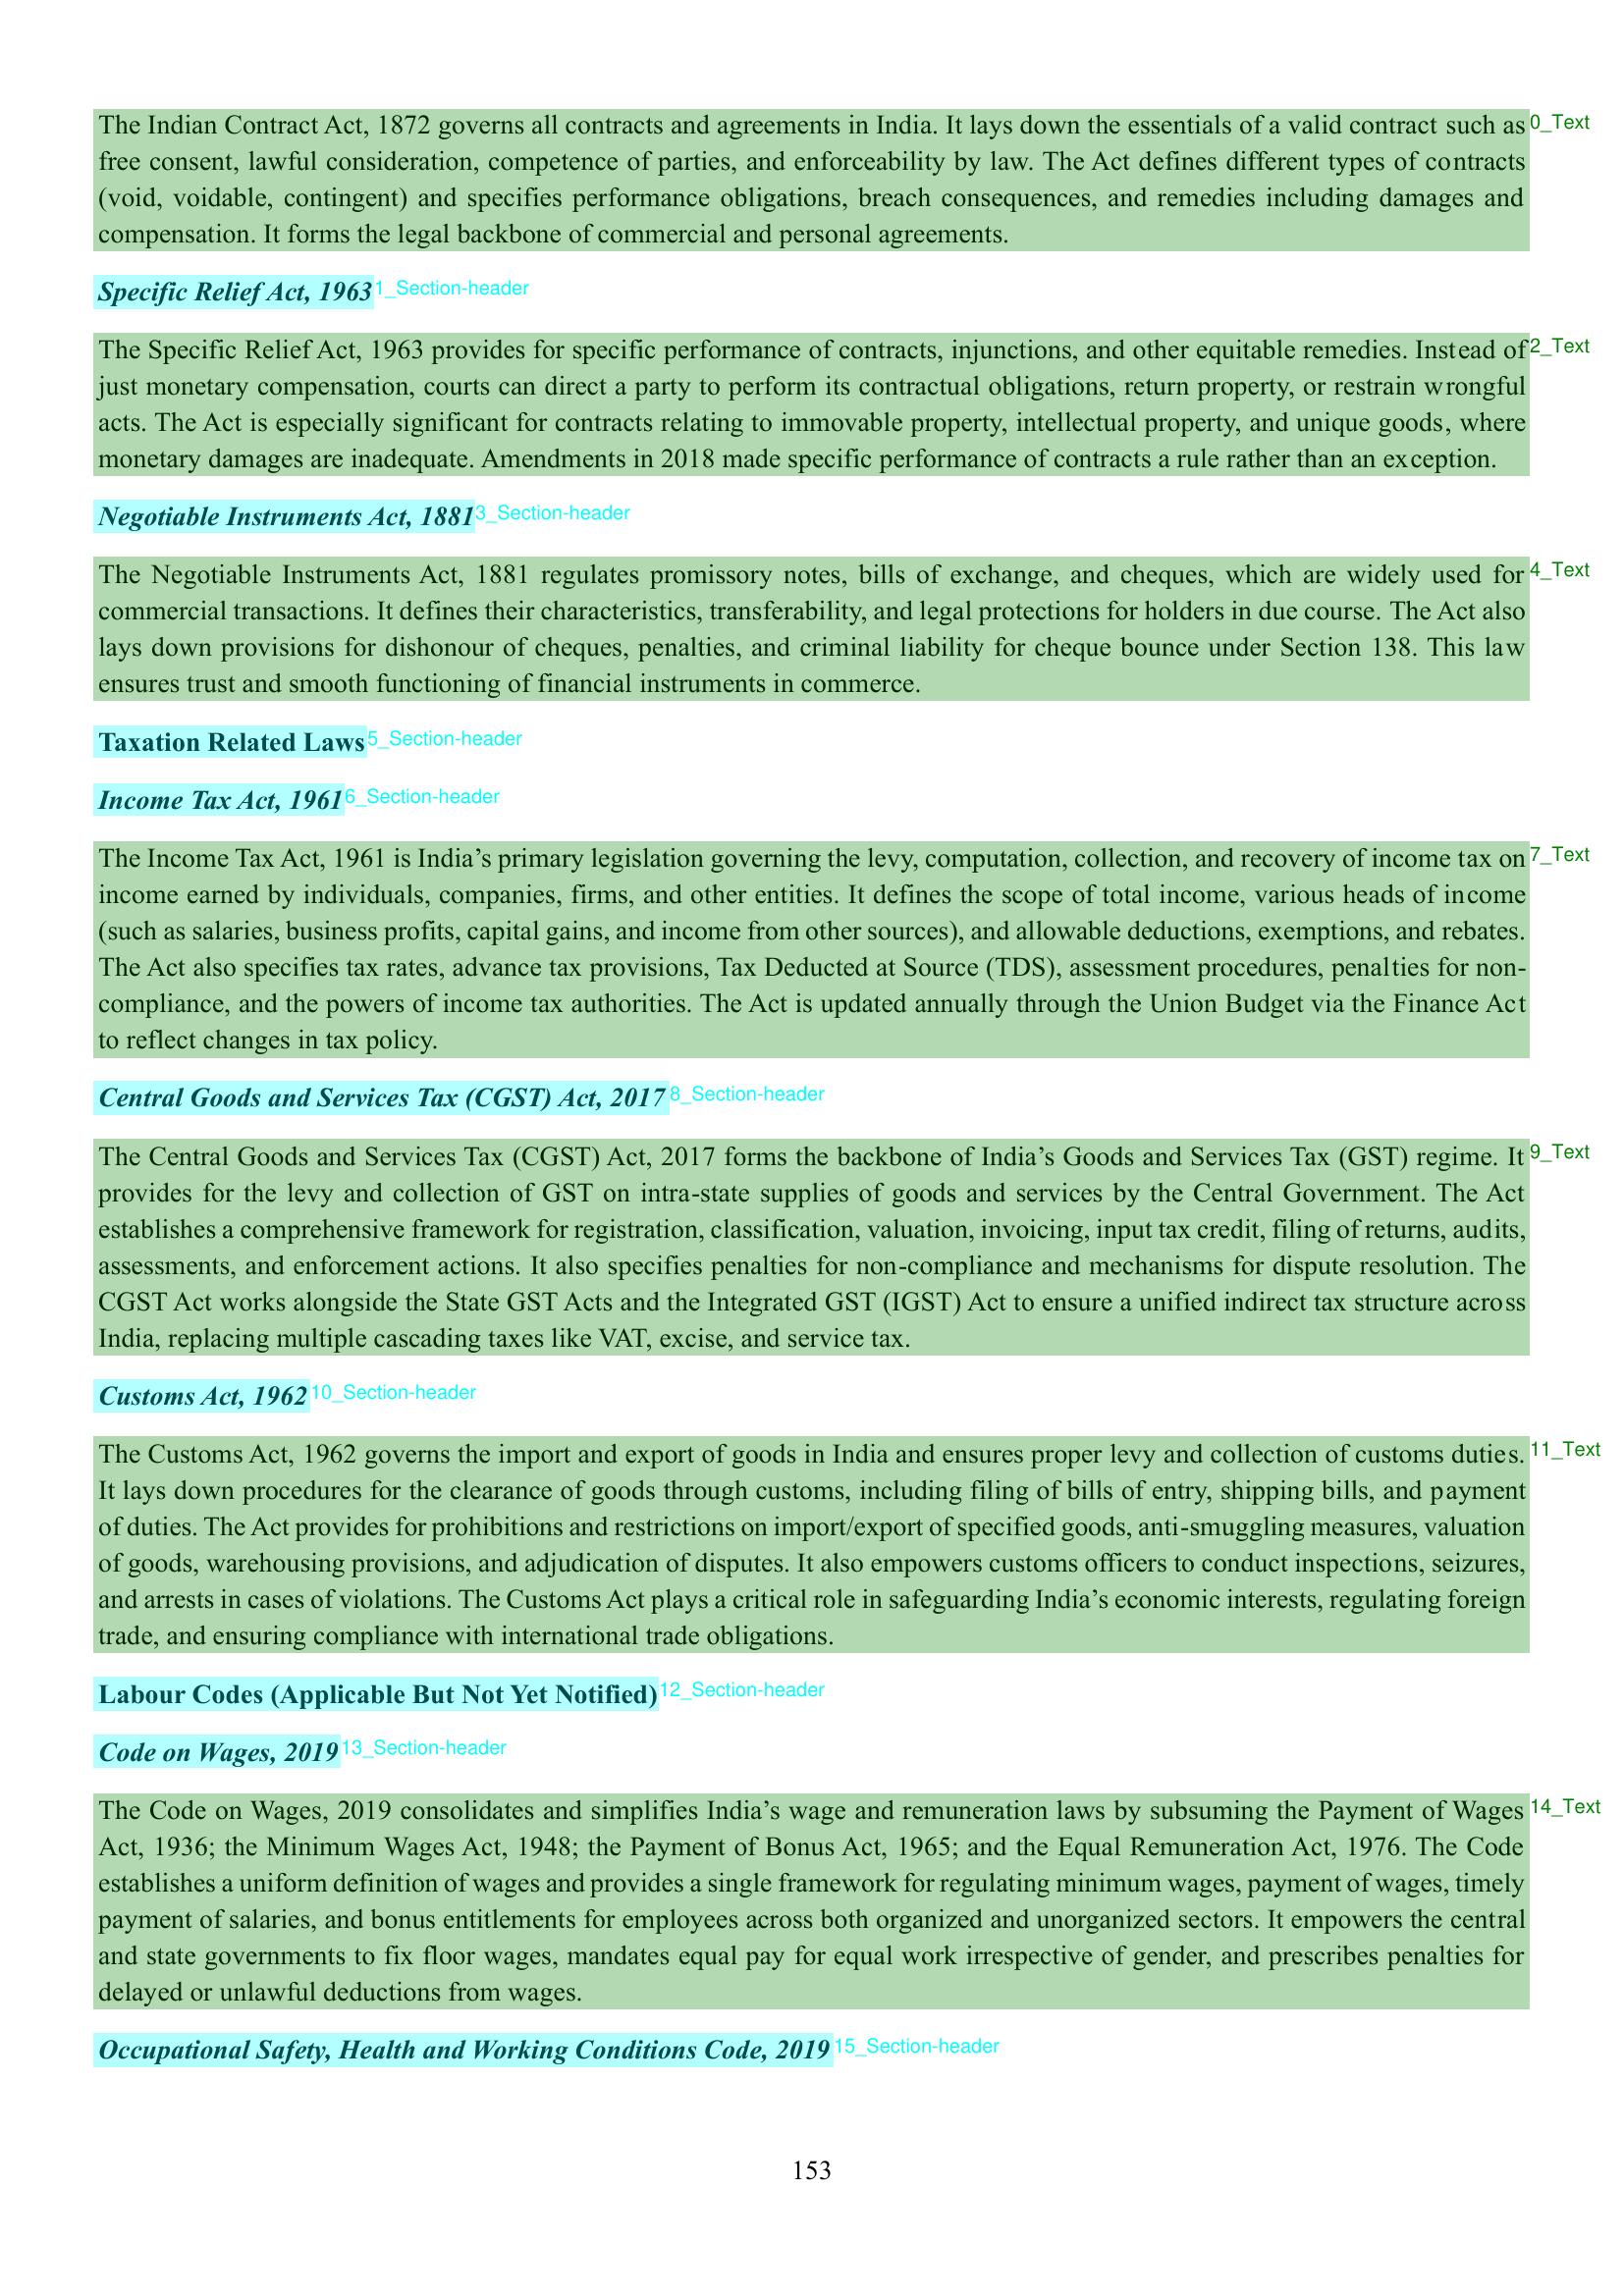 The Indian Contract Act, 1872 governs all contracts and agreements in India. It lays down the essentials of a valid contract such as 0_Text
free consent, lawful consideration, competence of parties, and enforceability by law. The Act defines different types of contracts
(void, voidable, contingent) and specifies performance obligations, breach consequences, and remedies including damages and
compensation. It forms the legal backbone of commercial and personal agreements.
Specific Relief Act, 1963 1_Section-header
The Specific Relief Act, 1963 provides for specific performance of contracts, injunctions, and other equitable remedies. Instead of 2_Text
just monetary compensation, courts can direct a party to perform its contractual obligations, return property, or restrain wrongful
acts. The Act is especially significant for contracts relating to immovable property, intellectual property, and unique goods, where
monetary damages are inadequate. Amendments in 2018 made specific performance of contracts a rule rather than an exception.
Negotiable Instruments Act, 1881 3_Section-header
The Negotiable Instruments Act, 1881 regulates promissory notes, bills of exchange, and cheques, which are widely used for 4_Text
commercial transactions. It defines their characteristics, transferability, and legal protections for holders in due course. The Act also
lays down provisions for dishonour of cheques, penalties, and criminal liability for cheque bounce under Section 138. This law
ensures trust and smooth functioning of financial instruments in commerce.
Taxation Related Laws 5_Section-header
Income Tax Act, 1961 6_Section-header
The Income Tax Act, 1961 is India’s primary legislation governing the levy, computation, collection, and recovery of income tax on 7_Text
income earned by individuals, companies, firms, and other entities. It defines the scope of total income, various heads of income
(such as salaries, business profits, capital gains, and income from other sources), and allowable deductions, exemptions, and rebates.
The Act also specifies tax rates, advance tax provisions, Tax Deducted at Source (TDS), assessment procedures, penalties for non-
compliance, and the powers of income tax authorities. The Act is updated annually through the Union Budget via the Finance Act
to reflect changes in tax policy.
Central Goods and Services Tax (CGST) Act, 2017 8_Section-header
The Central Goods and Services Tax (CGST) Act, 2017 forms the backbone of India’s Goods and Services Tax (GST) regime. It 9_Text
provides for the levy and collection of GST on intra-state supplies of goods and services by the Central Government. The Act
establishes a comprehensive framework for registration, classification, valuation, invoicing, input tax credit, filing of returns, audits,
assessments, and enforcement actions. It also specifies penalties for non-compliance and mechanisms for dispute resolution. The
CGST Act works alongside the State GST Acts and the Integrated GST (IGST) Act to ensure a unified indirect tax structure across
India, replacing multiple cascading taxes like VAT, excise, and service tax.
Customs Act, 1962 10_Section-header
The Customs Act, 1962 governs the import and export of goods in India and ensures proper levy and collection of customs duties. 11_Text
It lays down procedures for the clearance of goods through customs, including filing of bills of entry, shipping bills, and payment
of duties. The Act provides for prohibitions and restrictions on import/export of specified goods, anti-smuggling measures, valuation
of goods, warehousing provisions, and adjudication of disputes. It also empowers customs officers to conduct inspections, seizures,
and arrests in cases of violations. The Customs Act plays a critical role in safeguarding India’s economic interests, regulating foreign
trade, and ensuring compliance with international trade obligations.
Labour Codes (Applicable But Not Yet Notified) 12_Section-header
Code on Wages, 2019 13_Section-header
The Code on Wages, 2019 consolidates and simplifies India’s wage and remuneration laws by subsuming the Payment of Wages 14_Text
Act, 1936; the Minimum Wages Act, 1948; the Payment of Bonus Act, 1965; and the Equal Remuneration Act, 1976. The Code
establishes a uniform definition of wages and provides a single framework for regulating minimum wages, payment of wages, timely
payment of salaries, and bonus entitlements for employees across both organized and unorganized sectors. It empowers the central
and state governments to fix floor wages, mandates equal pay for equal work irrespective of gender, and prescribes penalties for
delayed or unlawful deductions from wages.
Occupational Safety, Health and Working Conditions Code, 2019 15_Section-header
153